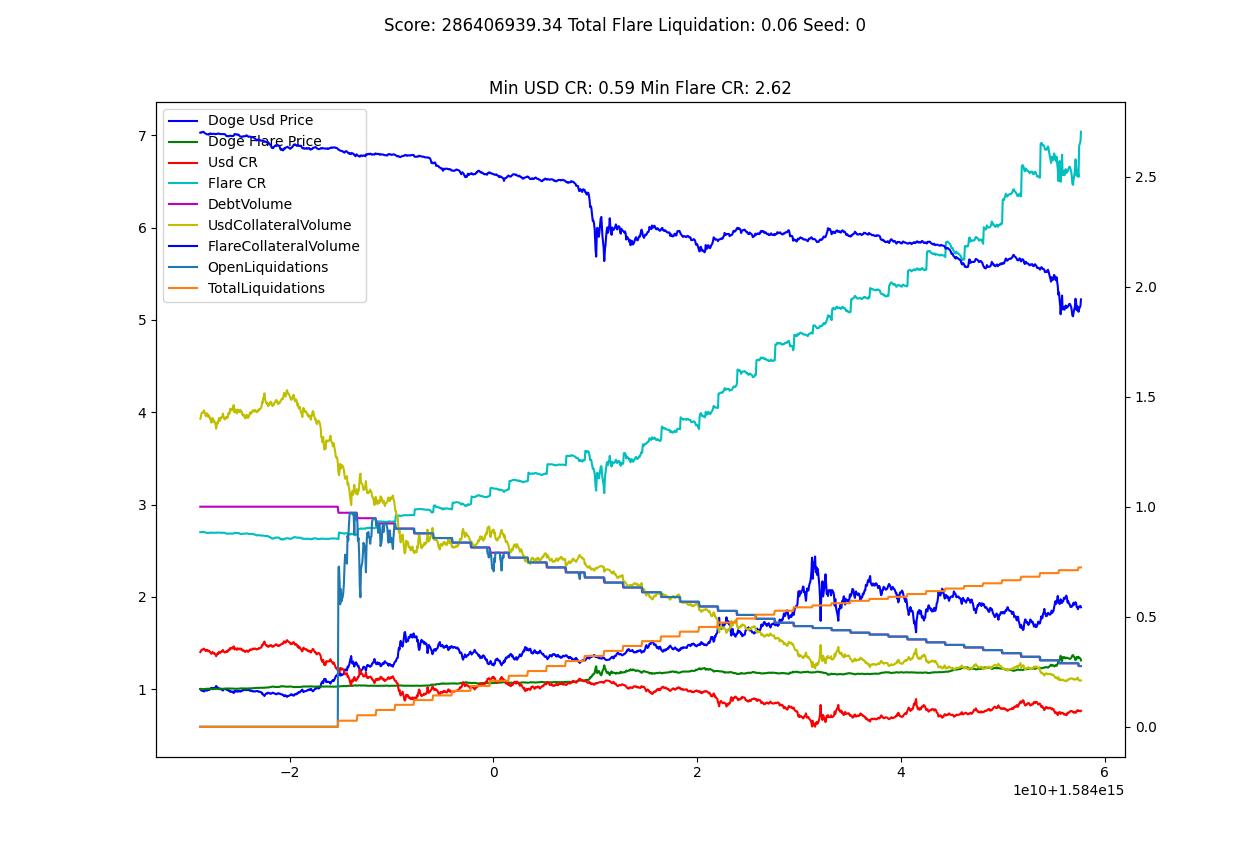 Score: 286406939.34 Total Flare Liquidation: 0.06 Seed: 0
Min USD CR: 0.59 Min Flare CR: 2.62
Doge Usd Price
Doge Flare Price
Usd CR
Flare CR
DebtVolume
UsdCollateralVolume
FlareCollateralVolume
OpenLiquidations
TotalLiquidations
7
6
5
4
3
2
1
2.5
2.0
1.5
1.0
0.5
0.0
−2
0
2
4
6
1e10+1.584e15